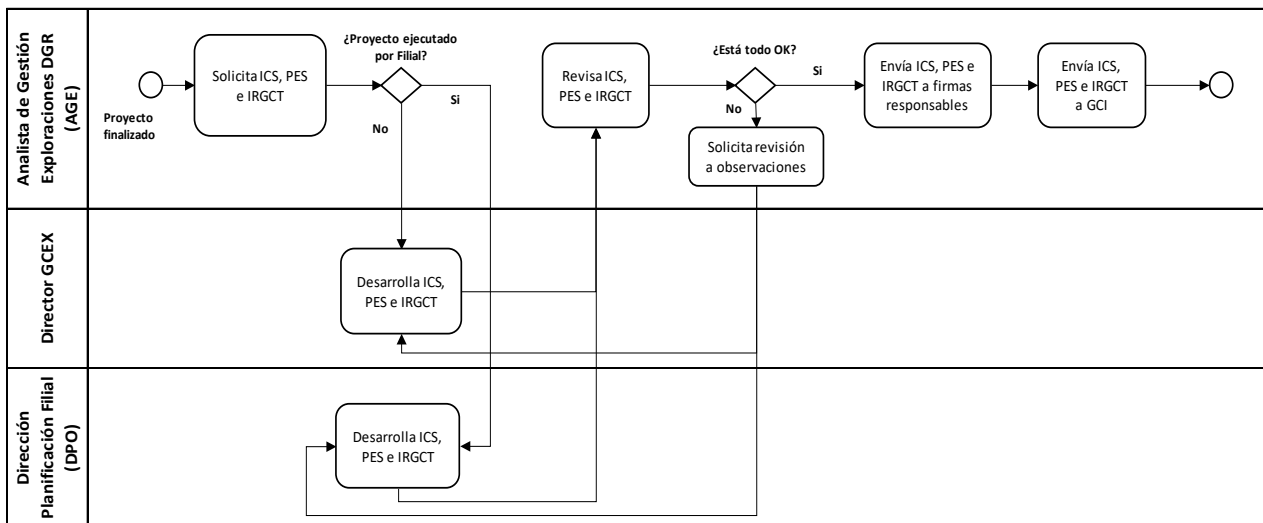 Analista de Gestión
Exploraciones DGR
(AGE)
Proyecto
finalizado
Solicita ICS, PES
e IRGCT
¿Proyecto ejecutado
por Filial?
Si
No
Revisa ICS,
PES e IRGCT
¿Está todo OK?
Si
No
Solicita revisión
a observaciones
Envía ICS, PES e
IRGCT a firmas
responsables
Envía ICS,
PES e IRGCT
a GCI
Director GCEX
Desarrolla ICS,
PES e IRGCT
Dirección
Planificación Filial
(DPO)
Desarrolla ICS,
PES e IRGCT